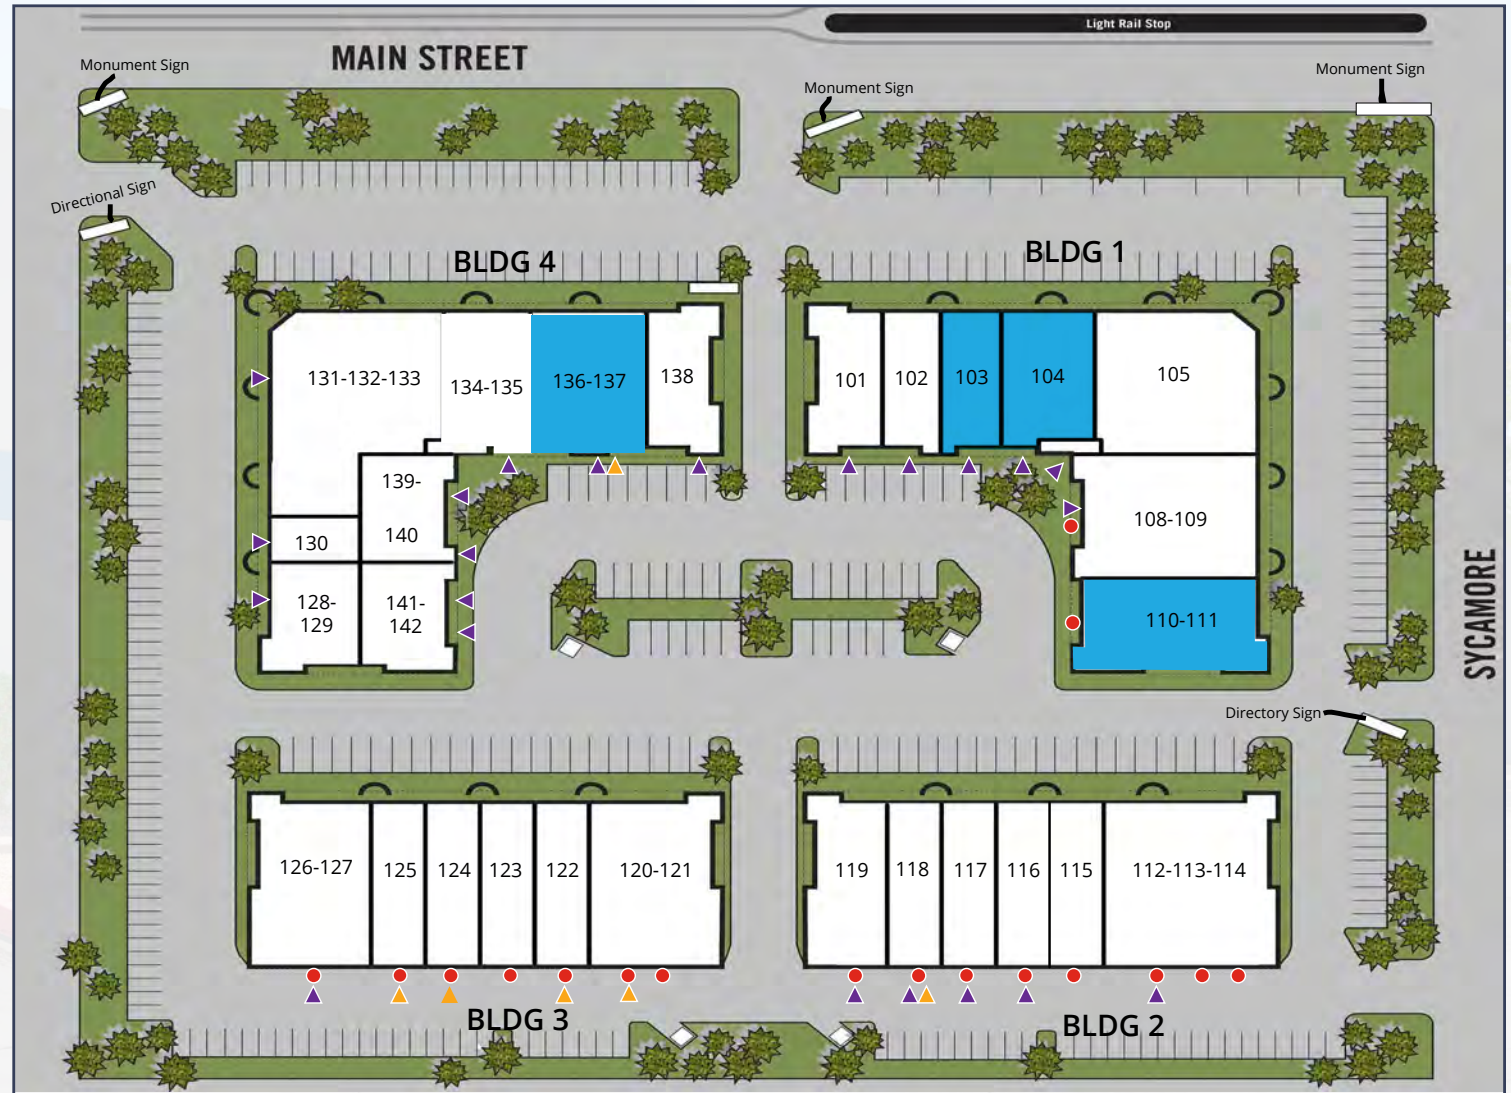 Light Rail Stop
MAIN STREET
Monument Sign
Monument Sign
Monument Sign
Directional Sign
BLDG 4
BLDG 1
131-132-133
134-135
136-137
138
101
102
103
104
105
139-
140
130
128-
129
141-
142
108-109
110-111
SYCAMORE
Directory Sign
126-127
125
124
123
122
120-121
119
118
117
116
115
112-113-114
BLDG 3
BLDG 2